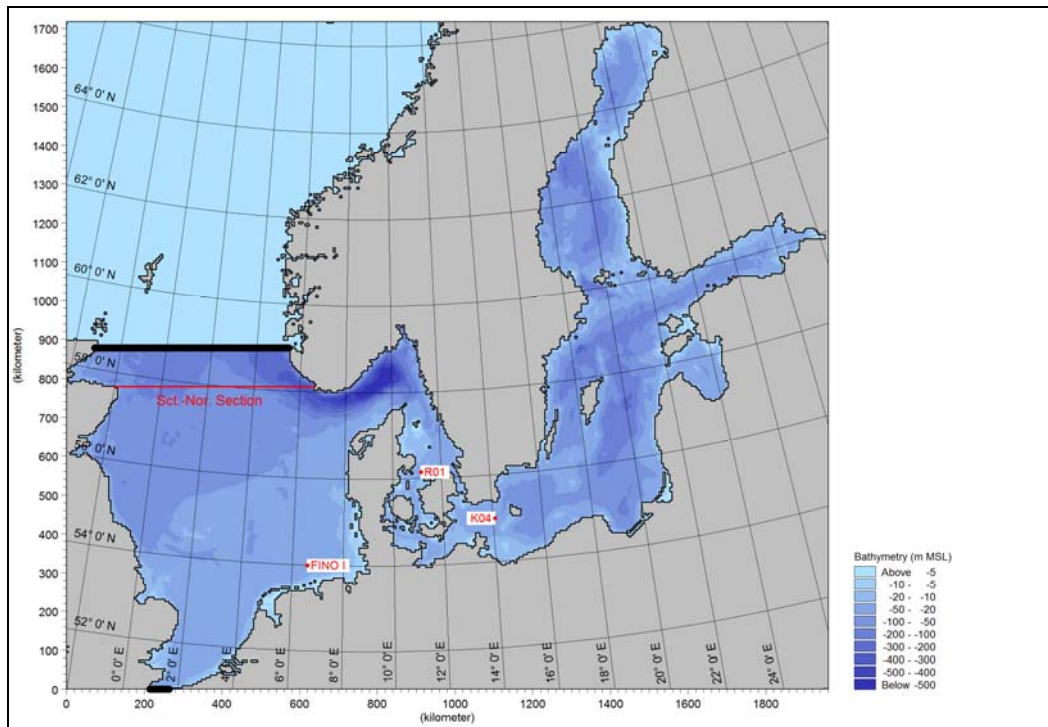 1700
1600
1500
1400
1300
1200
1100
1000
900
800
700
600
500
400
300
200
100
0
(kilometer)
64° 0' N
62° 0' N
60° 0' N
58° 0' N
56° 0' N
54° 0' N
52° 0' N
Sct.-Nor. Section
R01
K04
FINO I
0° 0' E
2° 0' E
4° 0' E
6° 0' E
8° 0' E
10° 0' E
12° 0' E
14° 0' E
16° 0' E
18° 0' E
20° 0' E
22° 0' E
24° 0' E
0 200 400 600 800 1000 1200 1400 1600 1800
(kilometer)
Bathymetry (m MSL)
Above -5
-10 - -5
-20 - -10
-50 - -20
-100 - -50
-200 - -100
-300 - -200
-400 - -300
-500 - -400
Below -500